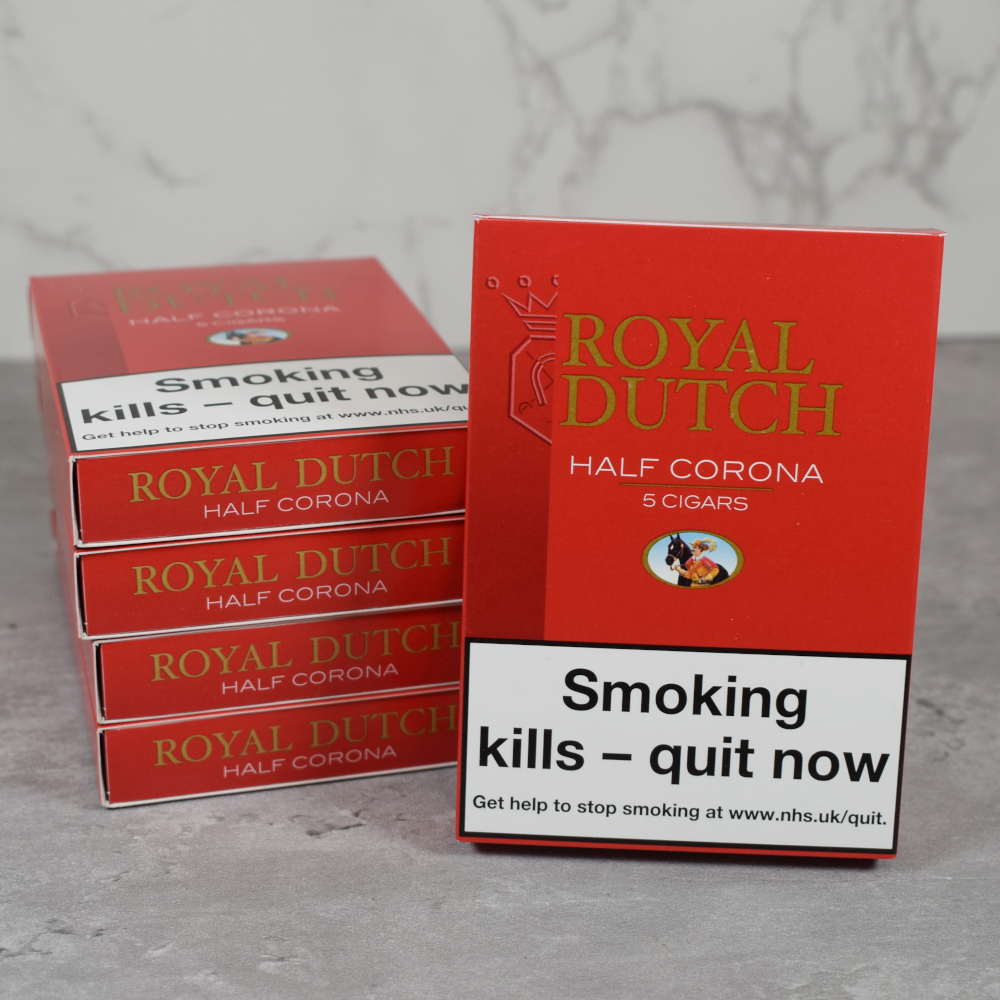 ROYAL
DUTCH
HALF CORONA
5 CIGARS
Smoking
kills – quit now
Get help to stop smoking at www.nhs.uk/qu
ROYAL DUTCH
HALF CORONA
ROYAL DUTCH
HALF CORONA
ROYAL DUTCH
HALF CORONA
ROYAL DUTCH
HALF CORONA
ROYAL
DUTCH
HALF CORONA
5 CIGARS
Smoking
kills – quit now
Get help to stop smoking at www.nhs.uk/quit.